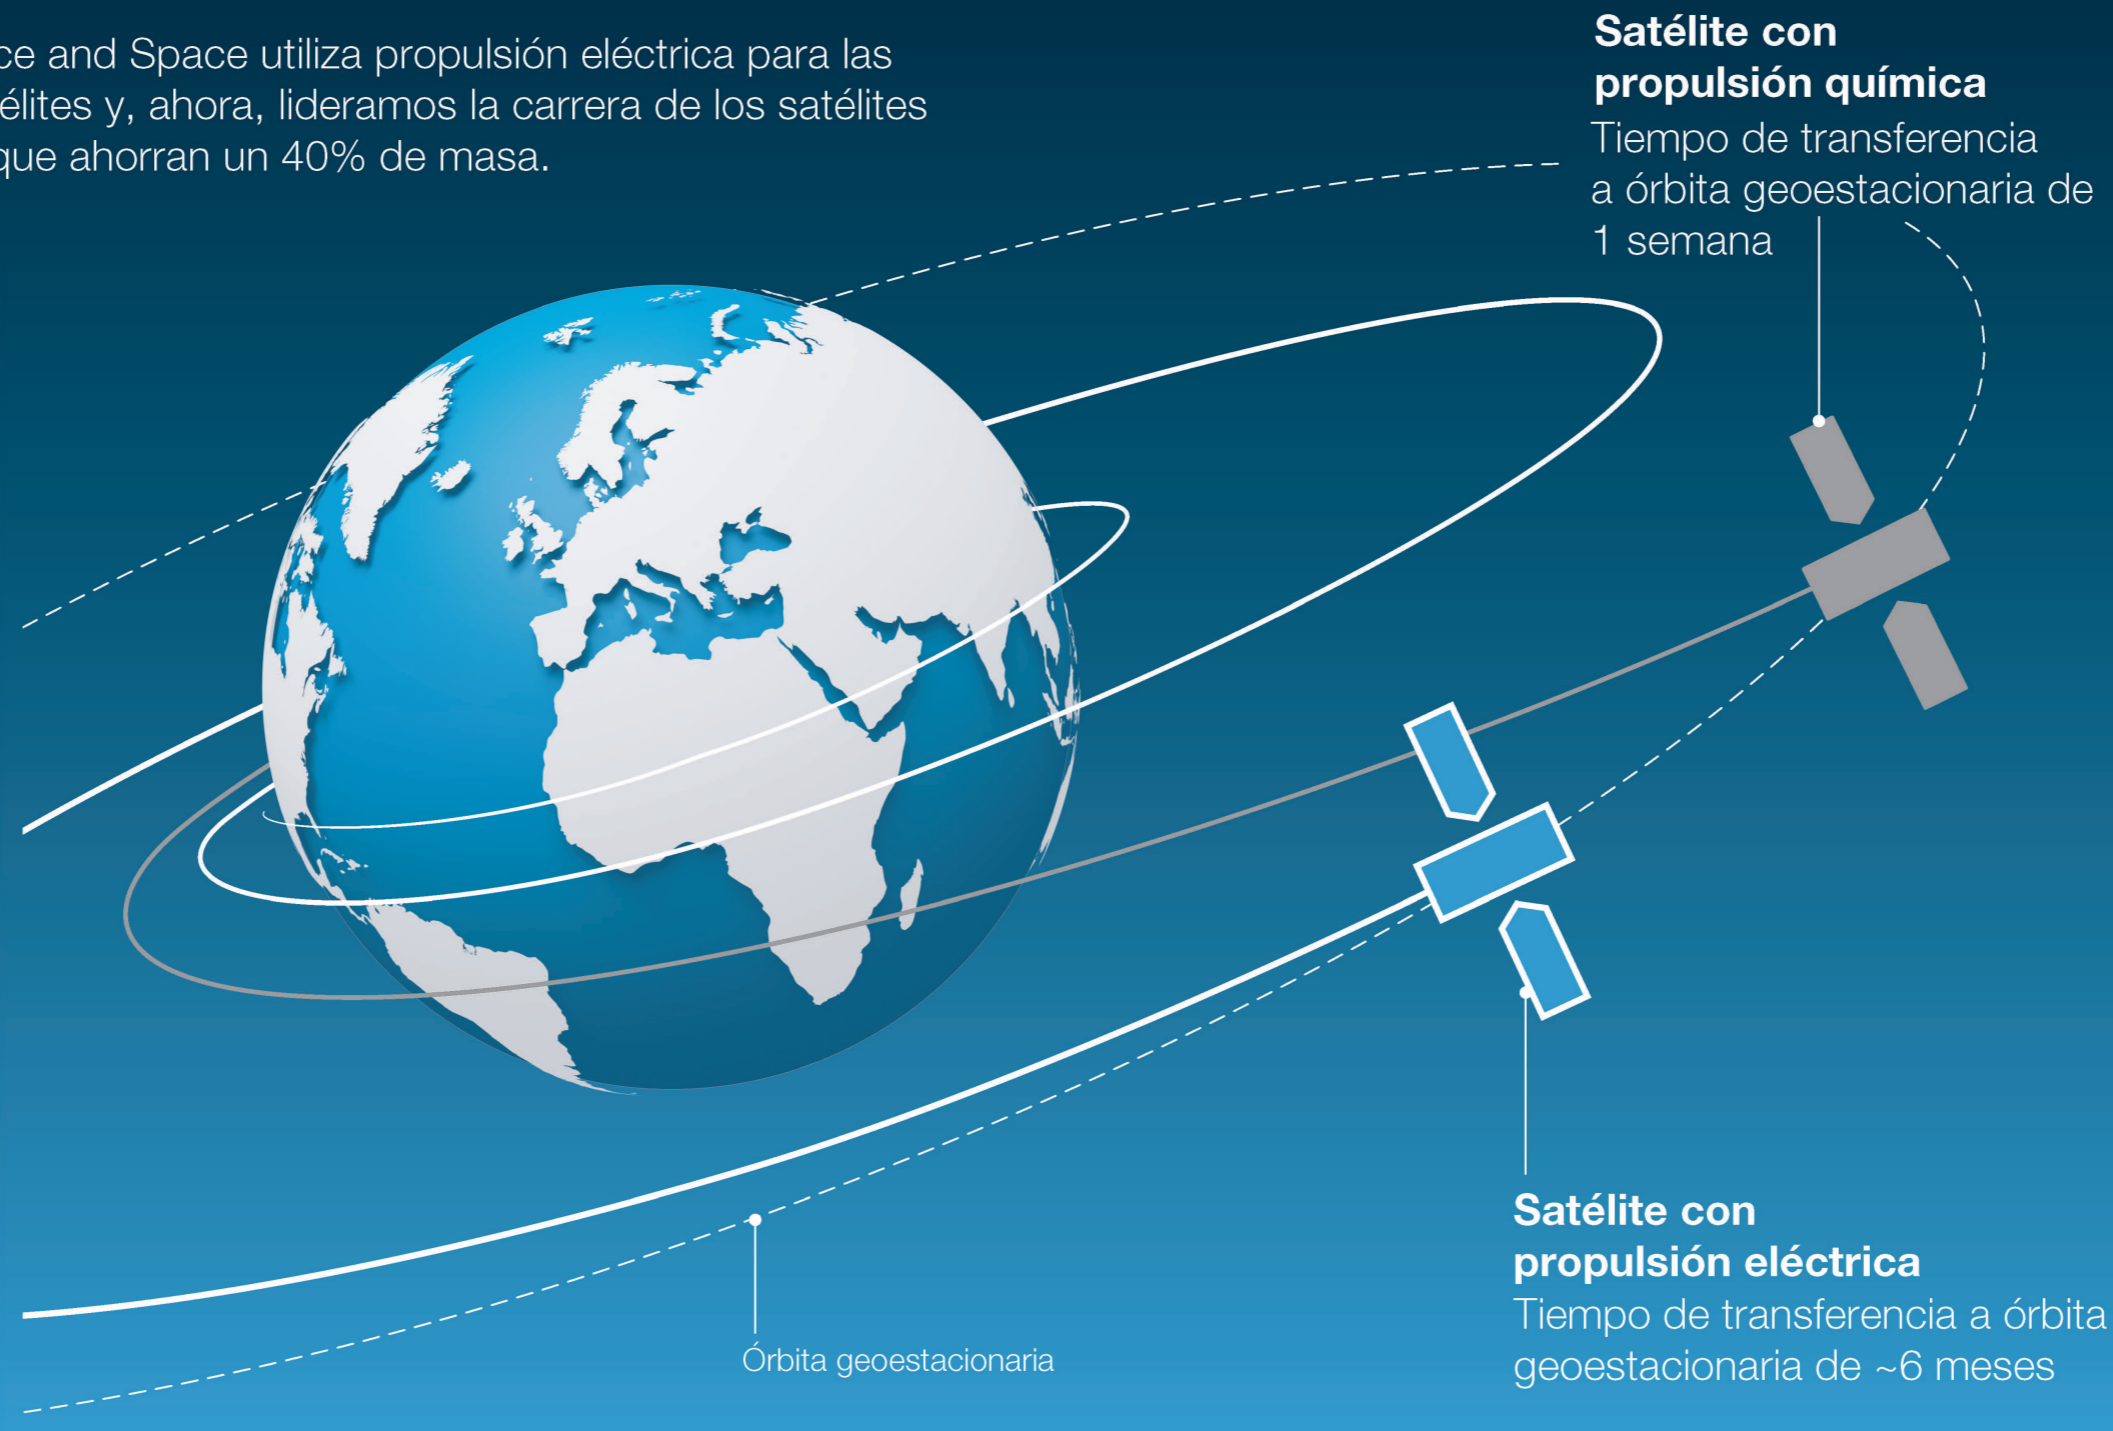 and Space utiliza propulsión eléctrica para las
y, ahora, lideramos la carrera de los satélites
que ahorran un 40% de masa.
Satélite con
propulsión química
Tiempo de transferencia
a órbita geoestacionaria de
1 semana
Órbita geoestacionaria
Satélite con
propulsión eléctrica
Tiempo de transferencia a órbita
geoestacionaria de ~6 meses